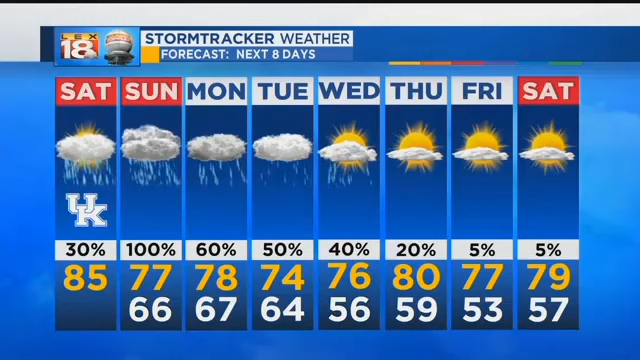 LEX
18
STORMTRACKER WEATHER
FORECAST: NEXT 8 DAYS
SAT SUN MON TUE WED THU FRI SAT
UK
30% 100% 60% 50% 40% 20% 5% 5%
85 77 78 74 76 80 77 79
66 67 64 56 59 53 57